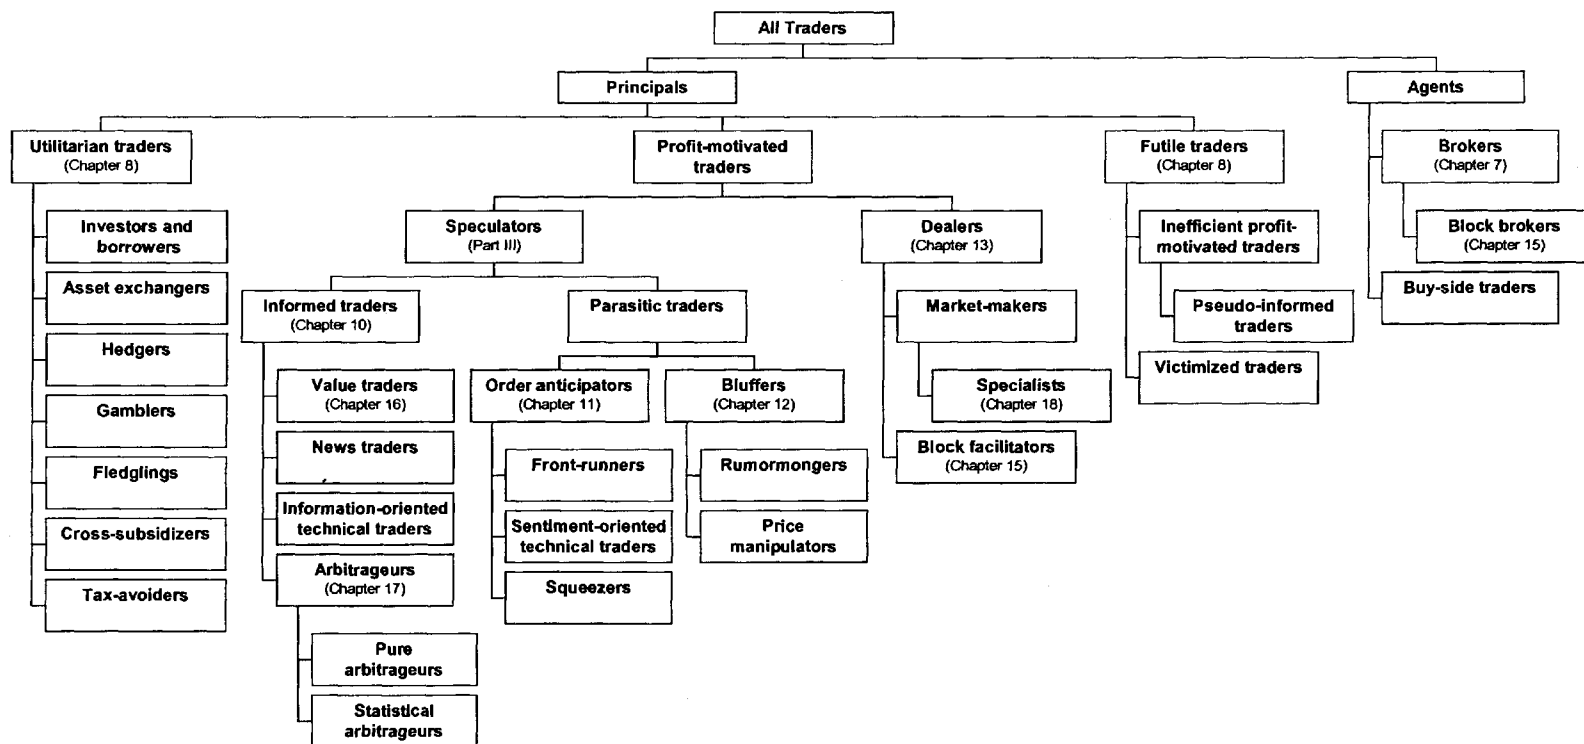 All Traders
Principals
Agents
Utilitarian traders
(Chapter 8)
Profit-motivated
traders
Futile traders
(Chapter 8)
Brokers
(Chapter 7)
Investors and
borrowers
Speculators
(Part III)
Dealers
(Chapter 13)
Inefficient profit-
motivated traders
Block brokers
(Chapter 15)
Asset exchangers
Informed traders
(Chapter 10)
Parasitic traders
Market-makers
Pseudo-informed
traders
Buy-side traders
Hedgers
Value traders
(Chapter 16)
Order anticipators
(Chapter 11)
Bluffers
(Chapter 12)
Specialists
(Chapter 18)
Victimized traders
Gamblers
News traders
Front-runners
Rumormongers
Block facilitators
(Chapter 15)
Fledglings
Information-oriented
technical traders
Sentiment-oriented
technical traders
Price
manipulators
Cross-subsidizers
Arbitrageurs
(Chapter 17)
Squeezers
Tax-avoiders
Pure
arbitrageurs
Statistical
arbitrageurs